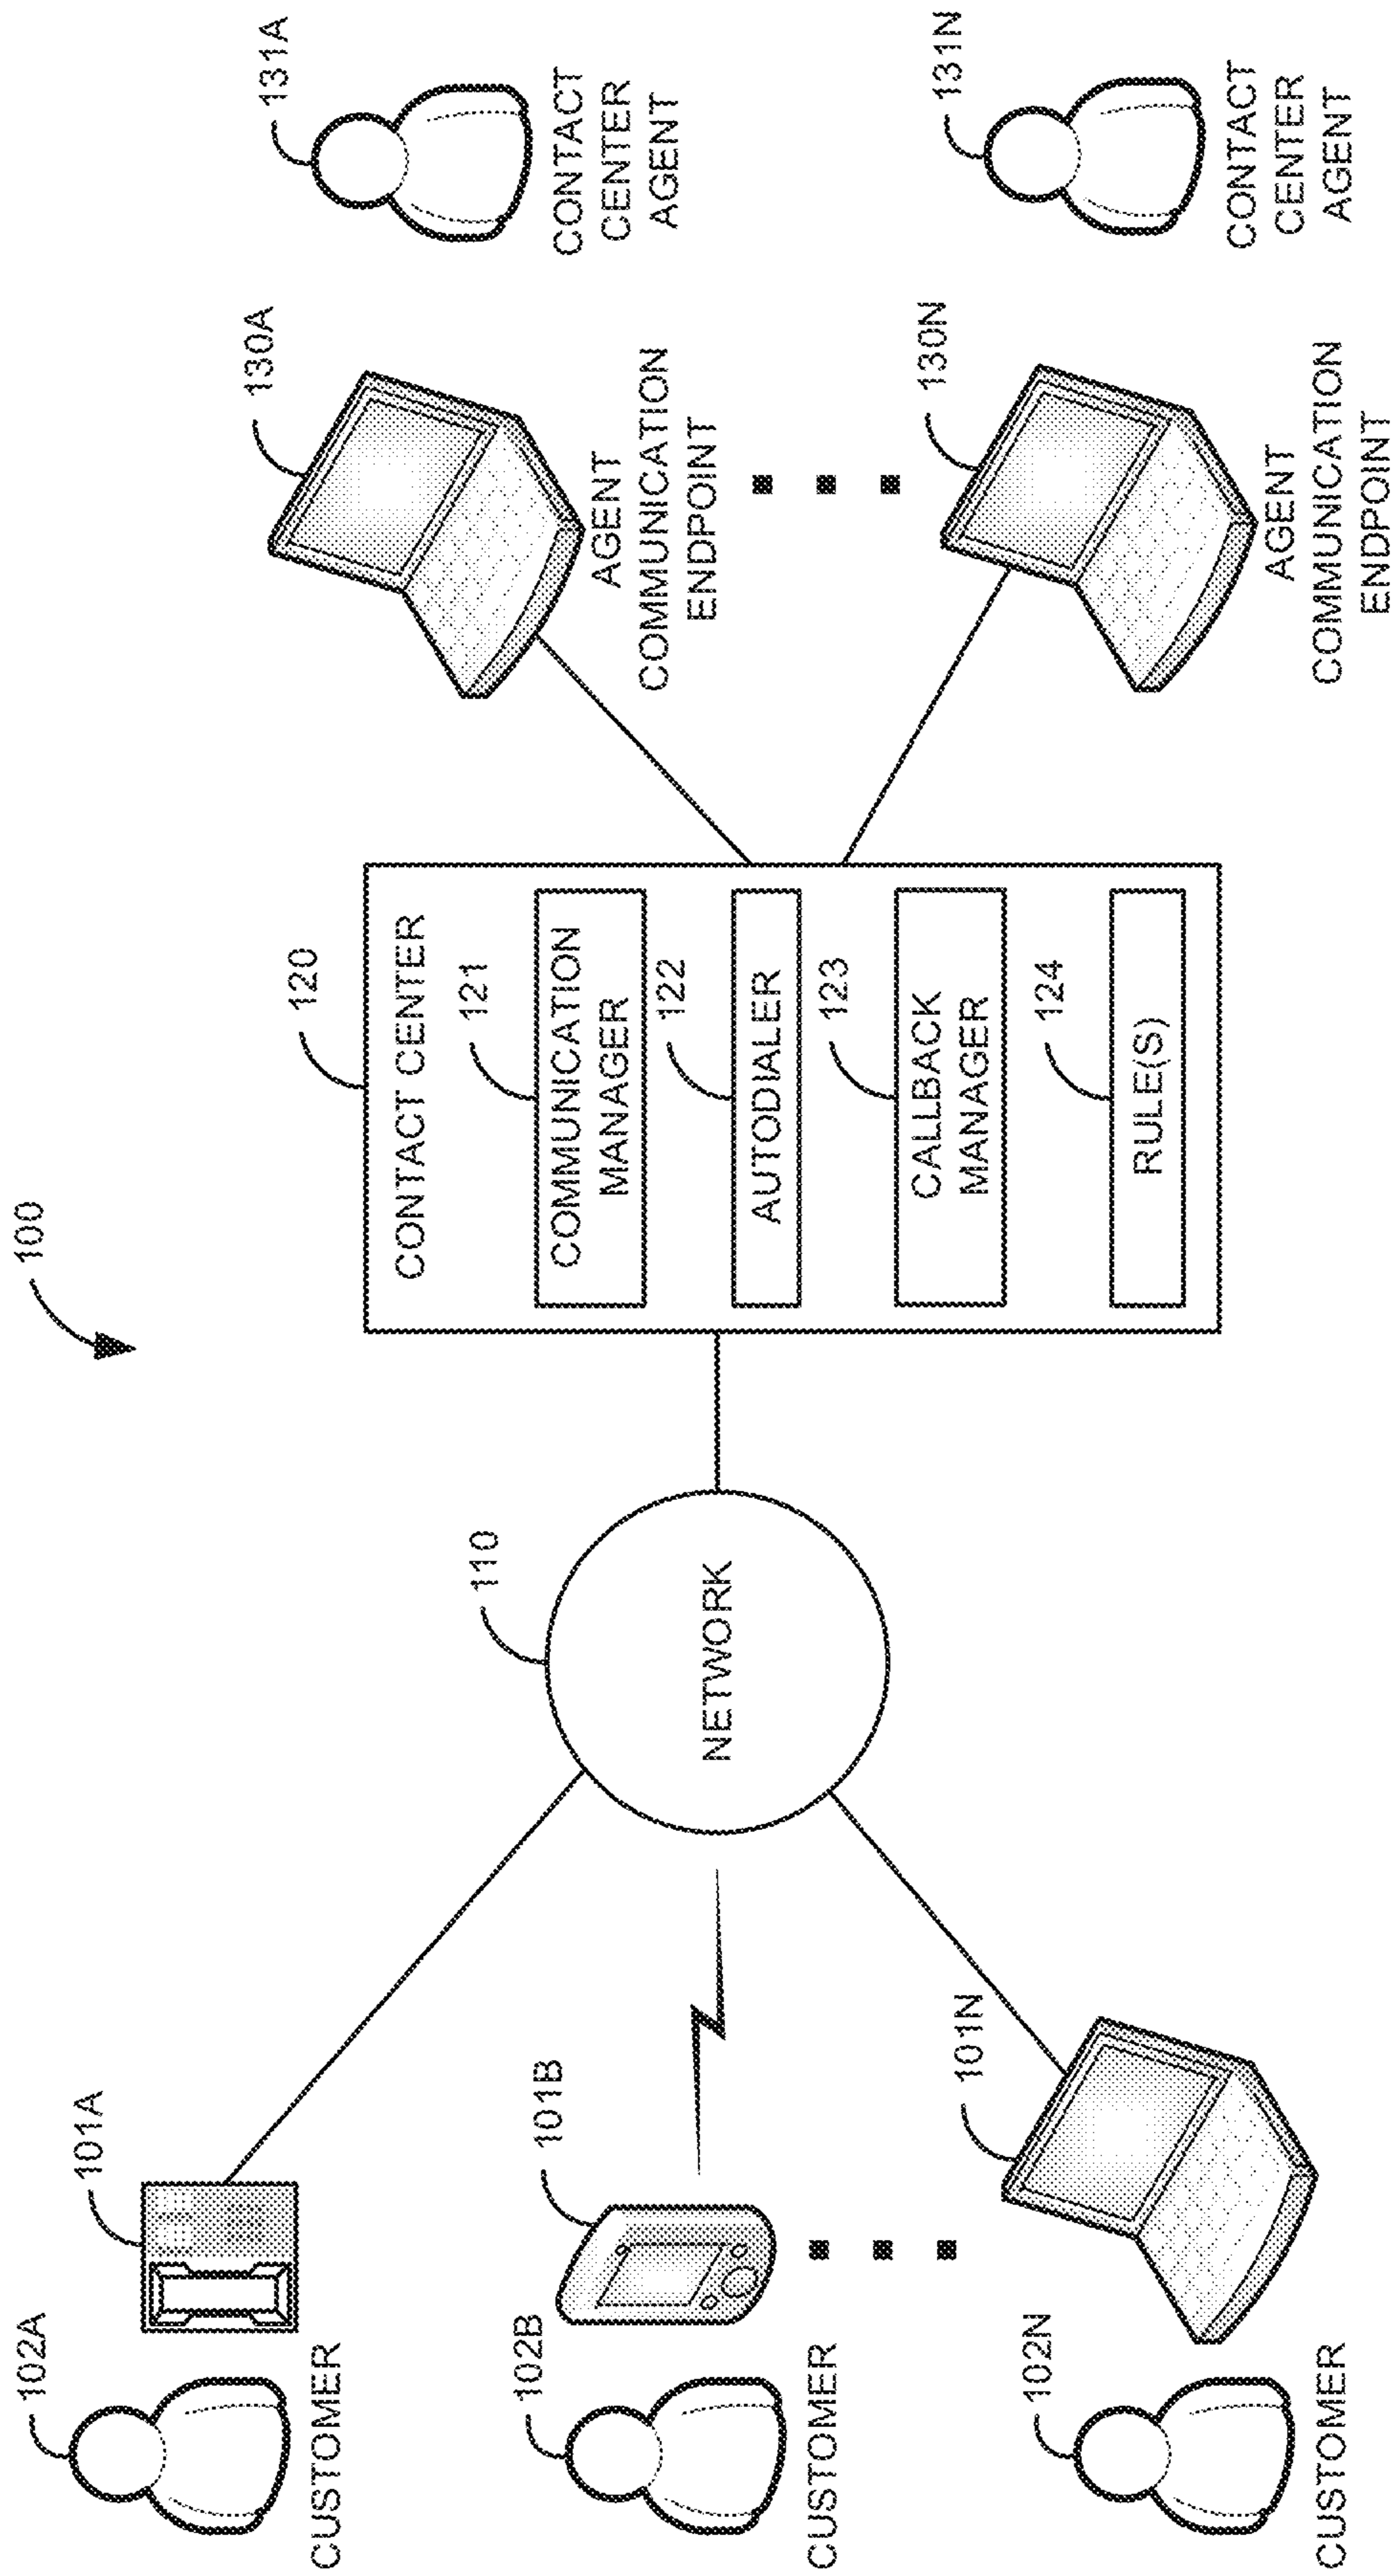 100
102A
CUSTOMER
101A
102B
CUSTOMER
101B
102N
CUSTOMER
101N
110
NETWORK
120
CONTACT CENTER
121
COMMUNICATION
MANAGER
122
AUTODIALER
123
CALLBACK
MANAGER
124
RULE(S)
130A
AGENT
COMMUNICATION
ENDPOINT
131A
CONTACT
CENTER
AGENT
130N
AGENT
COMMUNICATION
ENDPOINT
131N
CONTACT
CENTER
AGENT